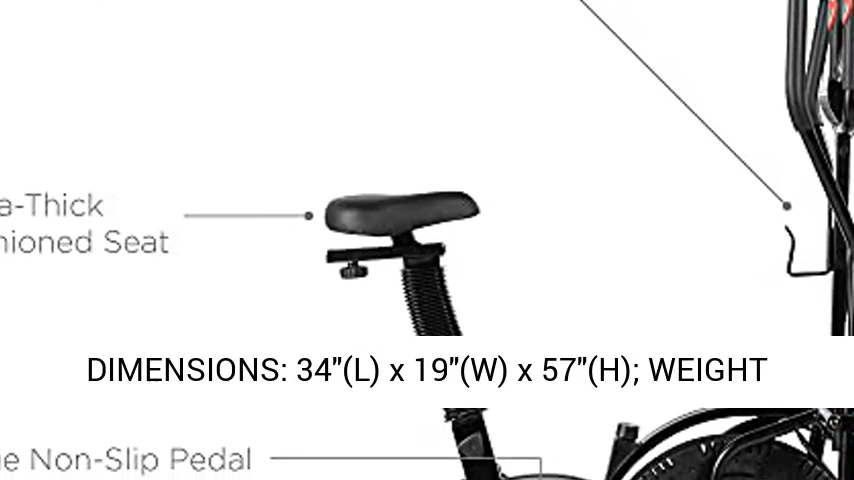 a-Thick
hioned Seat
DIMENSIONS: 34"(L) x 19"(W) x 57"(H); WEIGHT
e Non-Slip Pedal